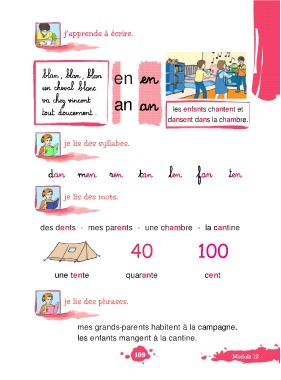 j'apprends à écrire.
blan, blan, blan
un cheval blanc
va chez vincent
tout doucement.
en en
an an
les enfants chantent et
dansent dans la chambre.
je lis des syllabes.
dan men ren tan len fan ten
je lis des mots.
des dents - mes parents - une chambre - la cantine
40 100
une tente quarante cent
je lis des phrases.
mes grands-parents habitent à la campagne.
les enfants mangent à la cantine.
109
Module 12